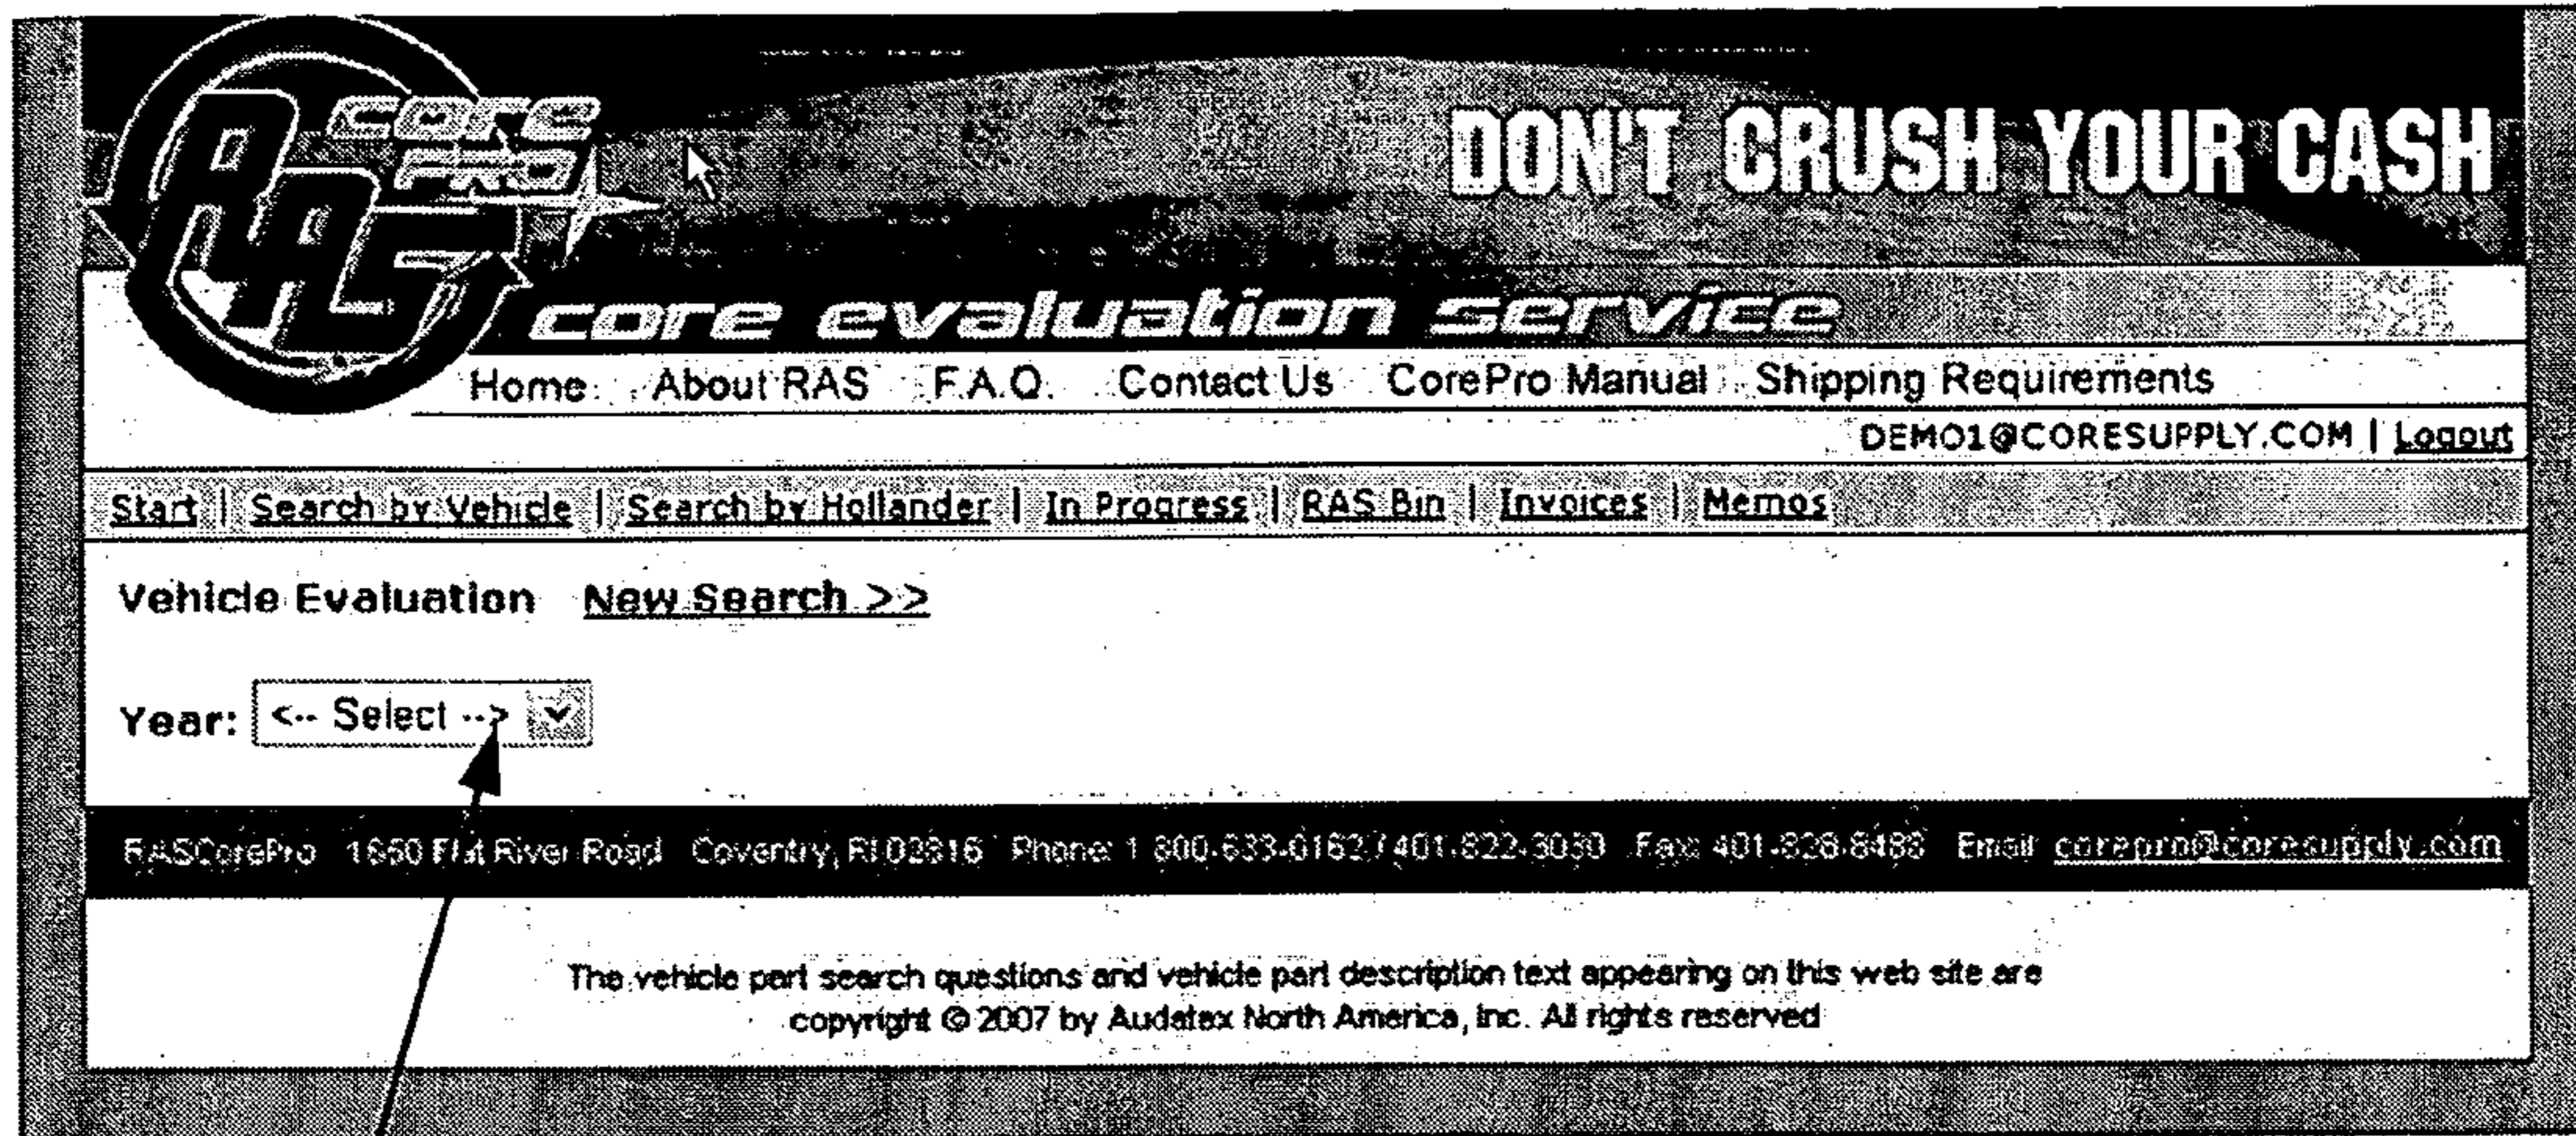 RAS
core
PRO
DON'T CRUSH YOUR CASH
core evaluation service
Home About RAS F.A.Q. Contact Us CorePro Manual Shipping Requirements
DEMO1@CORESUPPLY.COM | Logout
Start | Search by Vehicle | Search by Hollander | In Progress | RAS Bin | Invoices | Memos
Vehicle Evaluation New Search >>
Year: <-- Select -->
RASCorePro 1660 Flat River Road Coventry, RI 02816 Phone: 1 800-633-0162 / 401-822-3030 Fax: 401-826-8488 Email: corepro@coresupply.com
The vehicle part search questions and vehicle part description text appearing on this web site are
copyright © 2007 by Audatex North America, Inc. All rights reserved